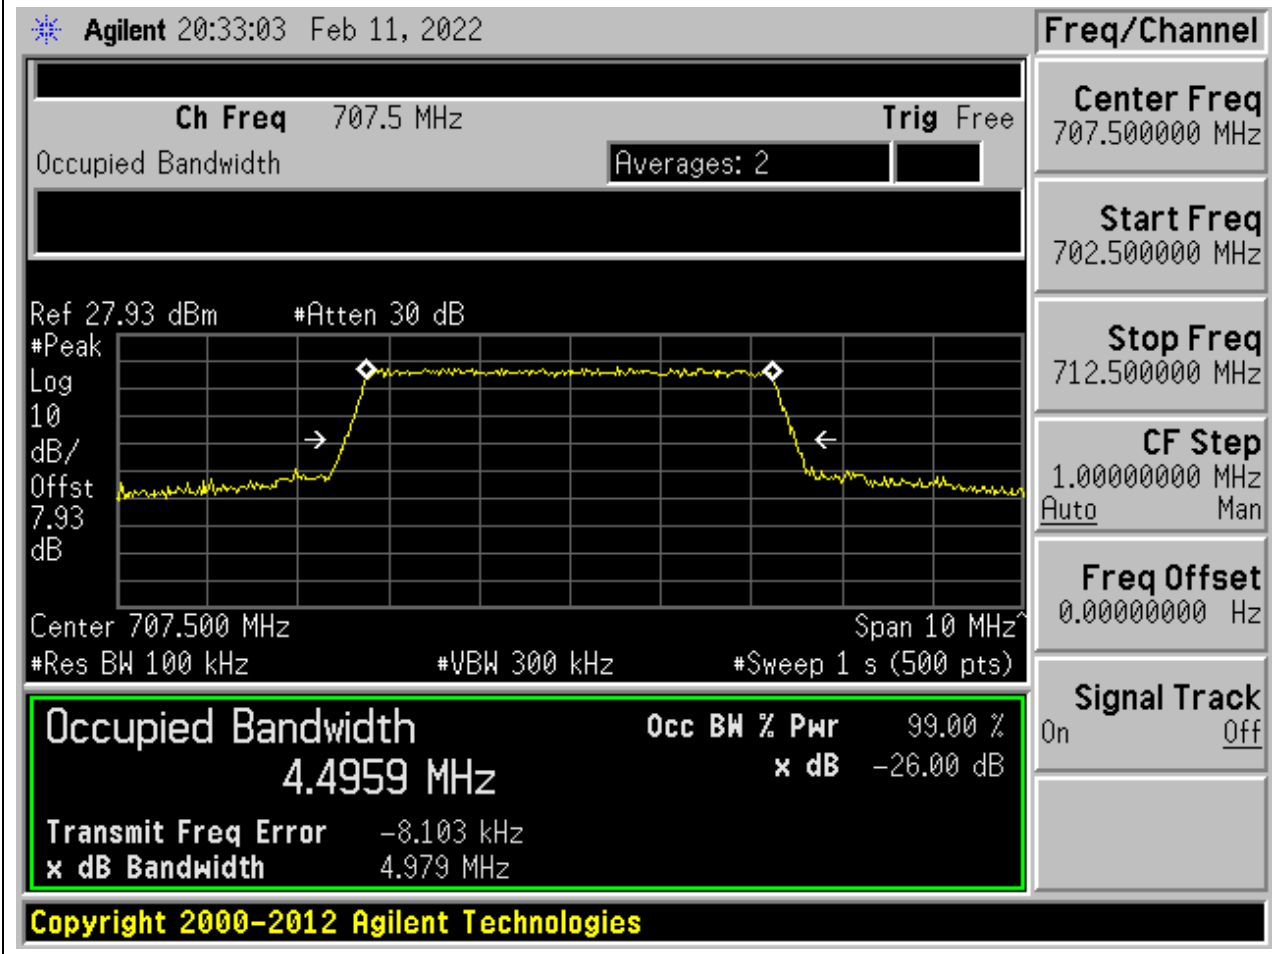 Agilent 20:33:03 Feb 11, 2022
Freq/Channel
Ch Freq 707.5 MHz Trig Free
Occupied Bandwidth Averages: 2
Center Freq
707.500000 MHz
Start Freq
702.500000 MHz
Stop Freq
712.500000 MHz
CF Step
1.00000000 MHz
Auto Man
Freq Offset
0.00000000 Hz
Signal Track
On Off
Ref 27.93 dBm #Atten 30 dB
#Peak
Log
10
dB/
Offst
7.93
dB
Center 707.500 MHz Span 10 MHz^
#Res BW 100 kHz #VBW 300 kHz #Sweep 1 s (500 pts)
Occupied Bandwidth Occ BW % Pwr 99.00 %
4.4959 MHz x dB -26.00 dB
Transmit Freq Error -8.103 kHz
x dB Bandwidth 4.979 MHz
Copyright 2000-2012 Agilent Technologies